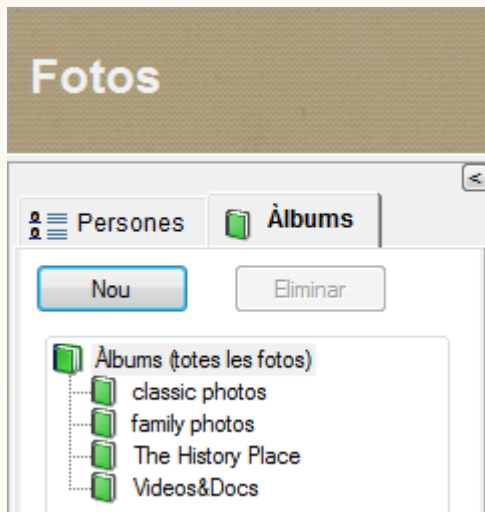 Fotos
<
Persones
Àlbums
Nou
Eliminar
Àlbums (totes les fotos)
classic photos
family photos
The History Place
Videos&Docs